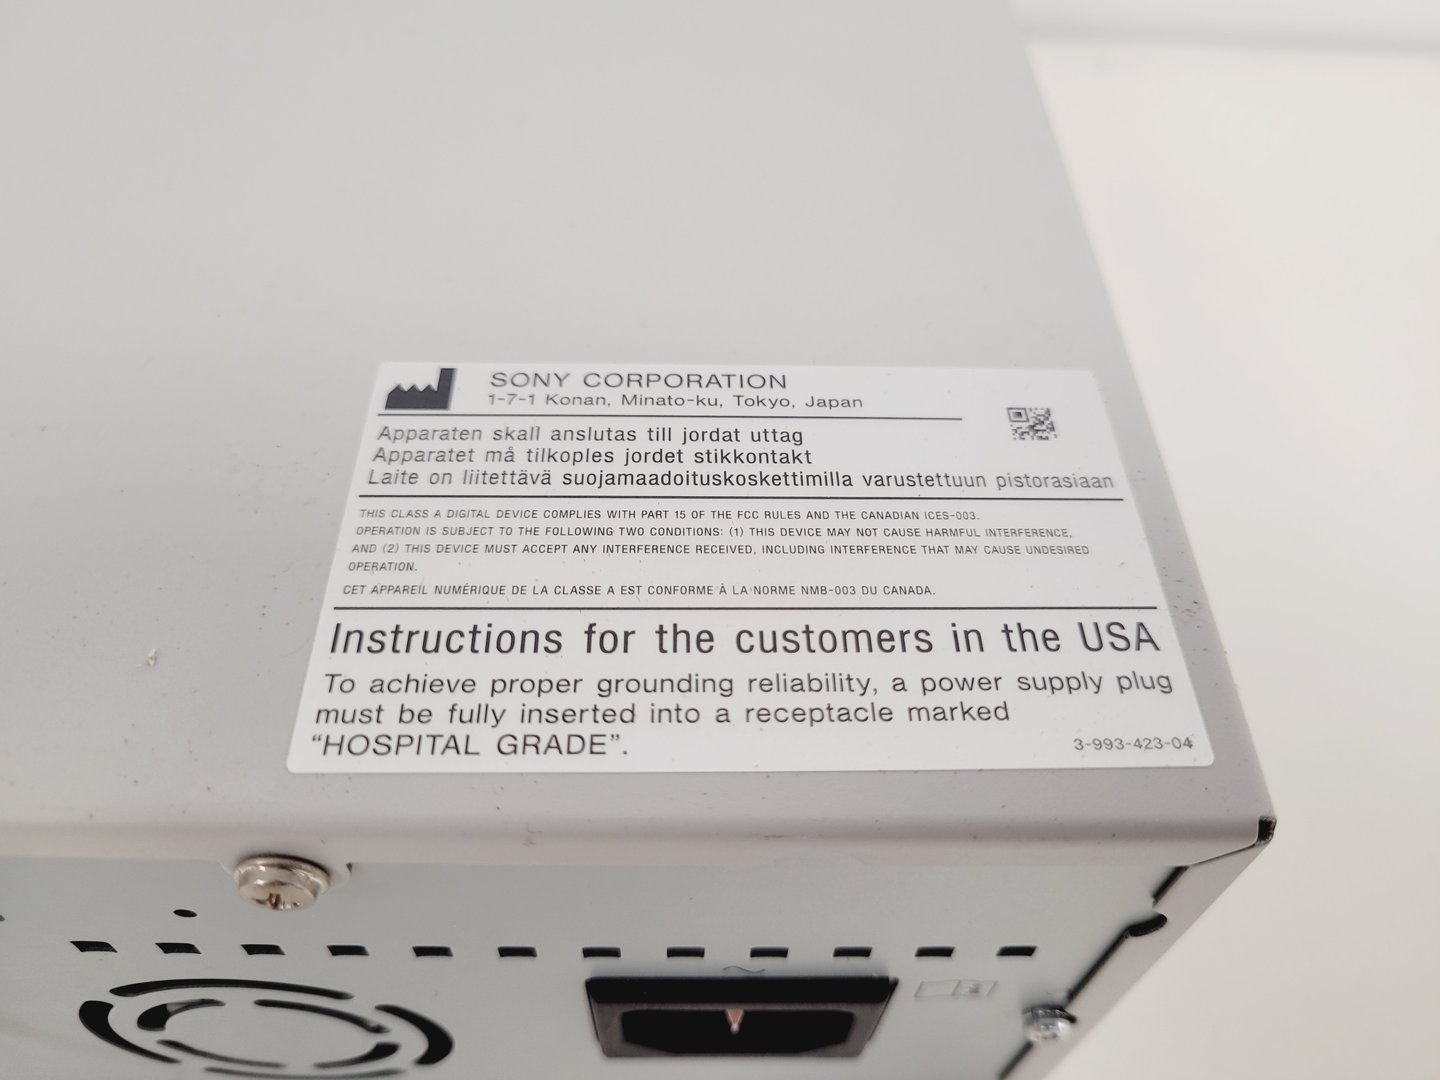 SONY CORPORATION
1-7-1 Konan, Minato-ku, Tokyo, Japan
Apparaten skall anslutas till jordat uttag
Apparatet må tilkoples jordet stikkontakt
Laite on liitettävä suojamaadoituskoskettimilla varustettuun pistorasiaan
THIS CLASS A DIGITAL DEVICE COMPLIES WITH PART 15 OF THE FCC RULES AND THE CANADIAN ICES-003.
OPERATION IS SUBJECT TO THE FOLLOWING TWO CONDITIONS: (1) THIS DEVICE MAY NOT CAUSE HARMFUL INTERFERENCE,
AND (2) THIS DEVICE MUST ACCEPT ANY INTERFERENCE RECEIVED, INCLUDING INTERFERENCE THAT MAY CAUSE UNDESIRED
OPERATION.
CET APPAREIL NUMÉRIQUE DE LA CLASSE A EST CONFORME À LA NORME NMB-003 DU CANADA.
Instructions for the customers in the USA
To achieve proper grounding reliability, a power supply plug
must be fully inserted into a receptacle marked
“HOSPITAL GRADE”.
3-993-423-04
~